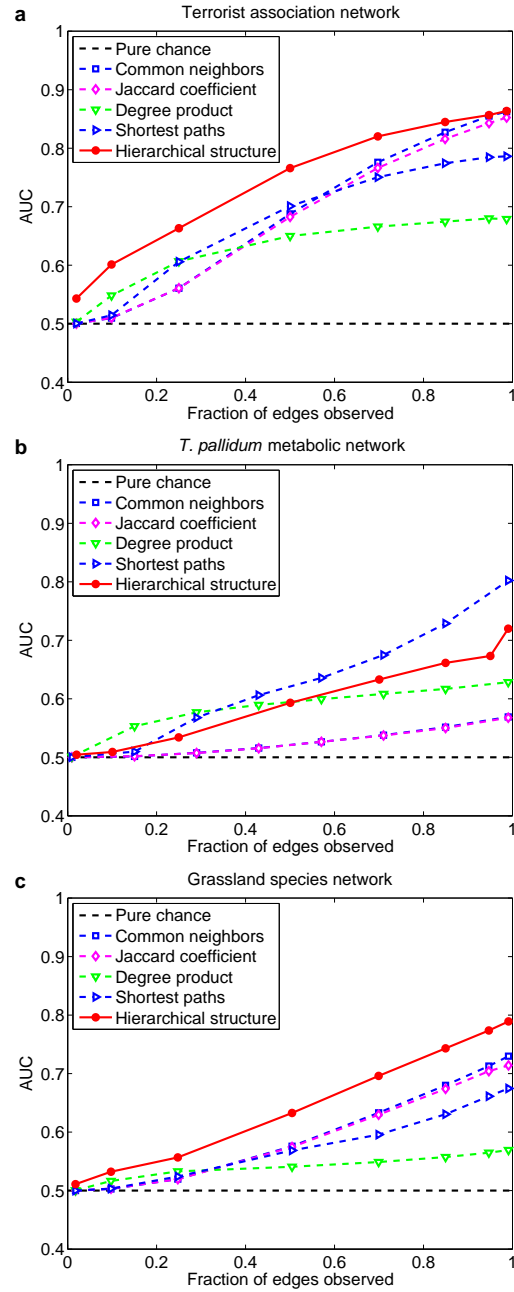 a
Terrorist association network
Pure chance
Common neighbors
Jaccard coefficient
Degree product
Shortest paths
Hierarchical structure
1
0.9
0.8
0.7
0.6
0.5
0.4
AUC
0 0.2 0.4 0.6 0.8 1
Fraction of edges observed
b
T. pallidum metabolic network
Pure chance
Common neighbors
Jaccard coefficient
Degree product
Shortest paths
Hierarchical structure
1
0.9
0.8
0.7
0.6
0.5
0.4
AUC
0 0.2 0.4 0.6 0.8 1
Fraction of edges observed
c
Grassland species network
Pure chance
Common neighbors
Jaccard coefficient
Degree product
Shortest paths
Hierarchical structure
1
0.9
0.8
0.7
0.6
0.5
0.4
AUC
0 0.2 0.4 0.6 0.8 1
Fraction of edges observed